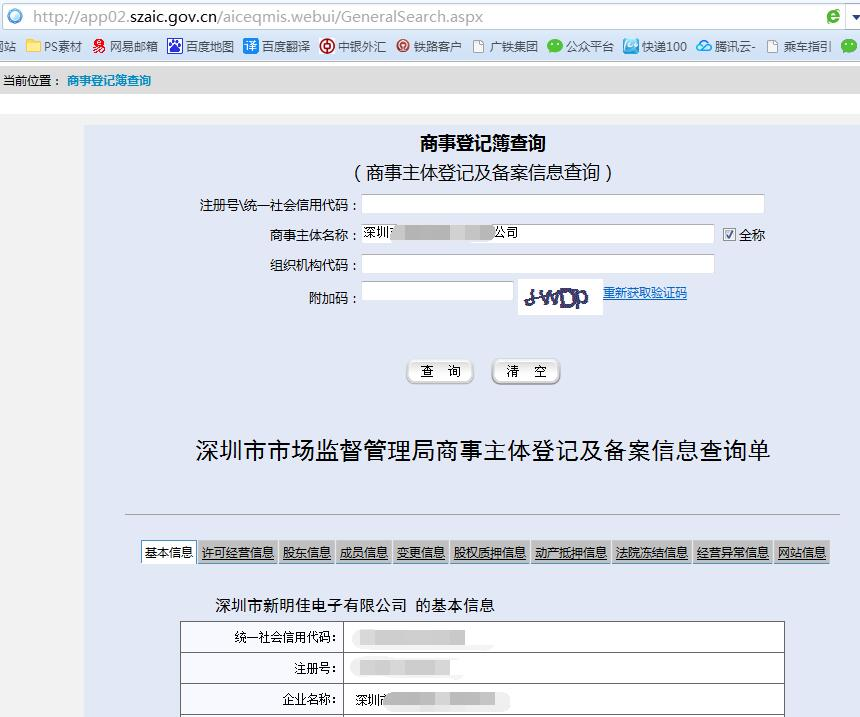 http://app02.szaic.gov.cn/aiceqmis.webui/GeneralSearch.aspx
站 PS素材 网易邮箱 百度地图 译 百度翻译 中银外汇 铁路客户 广铁集团 公众平台 快递100 腾讯云- 乘车指引
当前位置: 商事登记簿查询
商事登记簿查询
(商事主体登记及备案信息查询)
注册号\统一社会信用代码:
商事主体名称: 深圳 公司 全称
组织机构代码:
附加码: 重新获取验证码
查 询 清 空
深圳市市场监督管理局商事主体登记及备案信息查询单
基本信息 许可经营信息 股东信息 成员信息 变更信息 股权质押信息 动产抵押信息 法院冻结信息 经营异常信息 网站信息
深圳市新明佳电子有限公司 的基本信息
统一社会信用代码:
注册号:
企业名称: 深圳